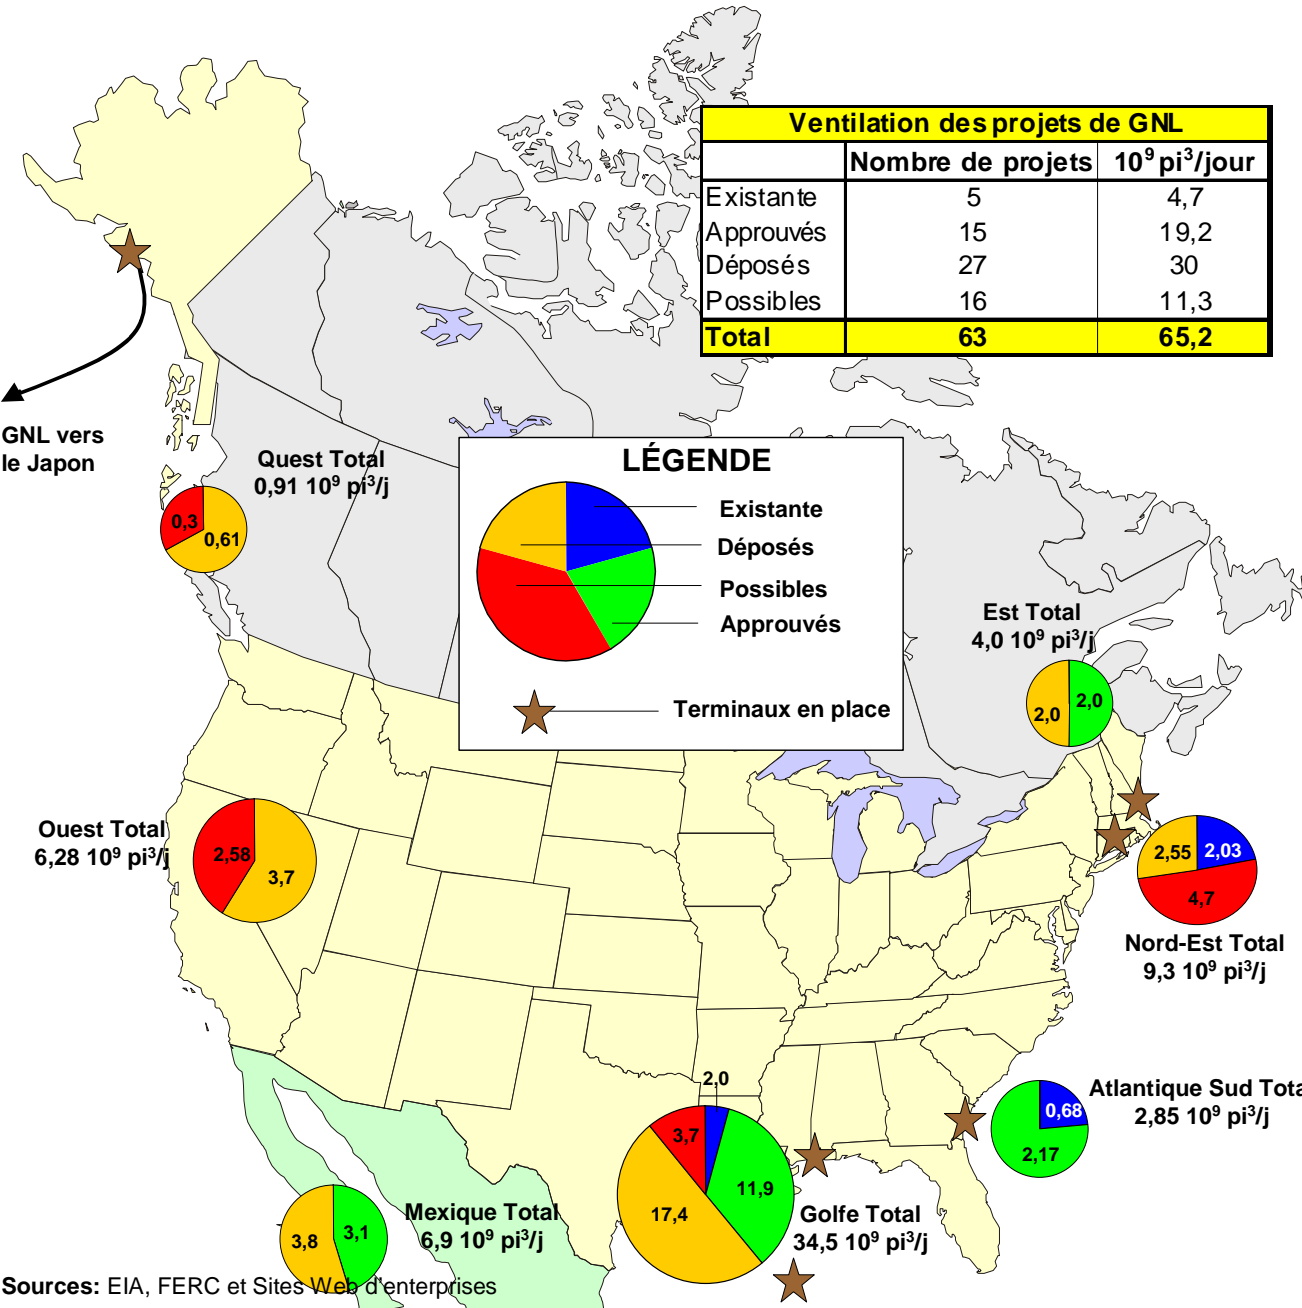 Ventilation des projets de GNL
Nombre de projets 10⁹ pi³/jour
Existante 5 4,7
Approuvés 15 19,2
Déposés 27 30
Possibles 16 11,3
Total 63 65,2
GNL vers
le Japon
Quest Total
0,91 10⁹ pi³/j
0,3
0,61
LÉGENDE
Existante
Déposés
Possibles
Approuvés
Terminaux en place
Est Total
4,0 10⁹ pi³/j
2,0 2,0
Ouest Total
6,28 10⁹ pi³/j
2,58
3,7
2,55 2,03
4,7
Nord-Est Total
9,3 10⁹ pi³/j
Atlantique Sud Tota
2,85 10⁹ pi³/j
0,68
2,17
2,0
3,7
11,9
17,4
Golfe Total
34,5 10⁹ pi³/j
Mexique Total
6,9 10⁹ pi³/j
3,8 3,1
Sources: EIA, FERC et Sites Web d'enterprises